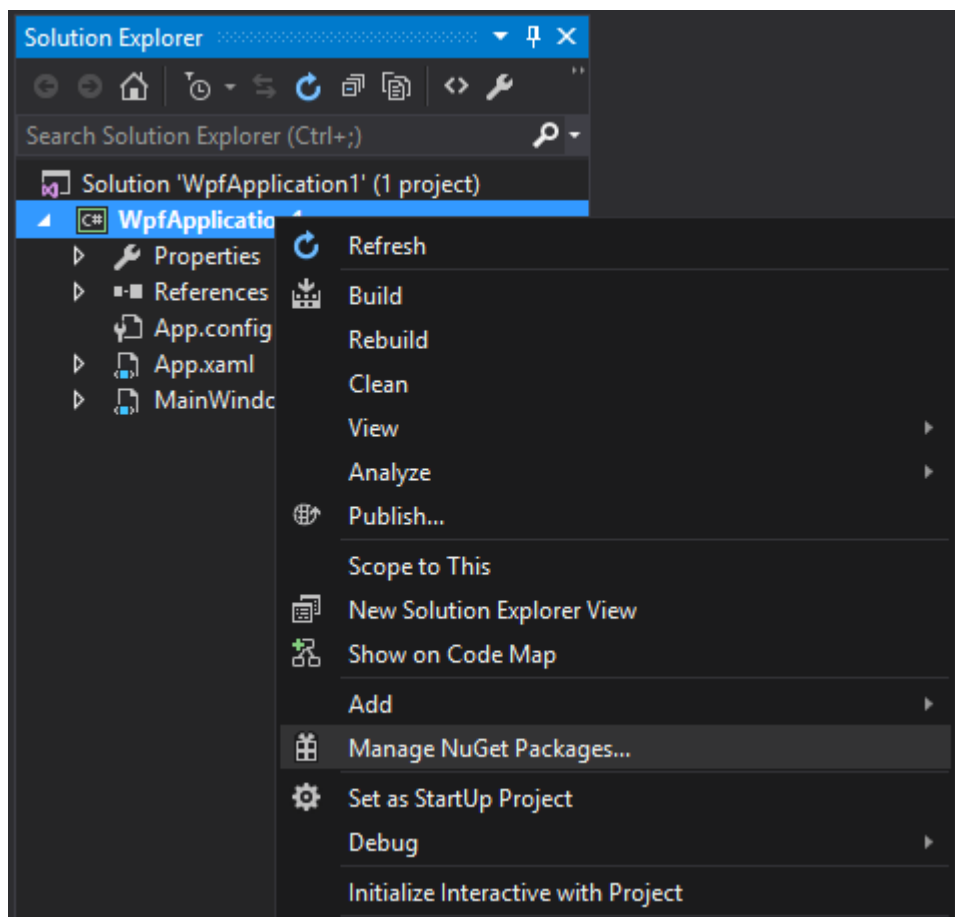 Solution Explorer
Search Solution Explorer (Ctrl+;)
Solution 'WpfApplication1' (1 project)
C# WpfApplicatio
Properties
References
App.config
App.xaml
MainWindo
Refresh
Build
Rebuild
Clean
View
Analyze
Publish...
Scope to This
New Solution Explorer View
Show on Code Map
Add
Manage NuGet Packages...
Set as StartUp Project
Debug
Initialize Interactive with Project